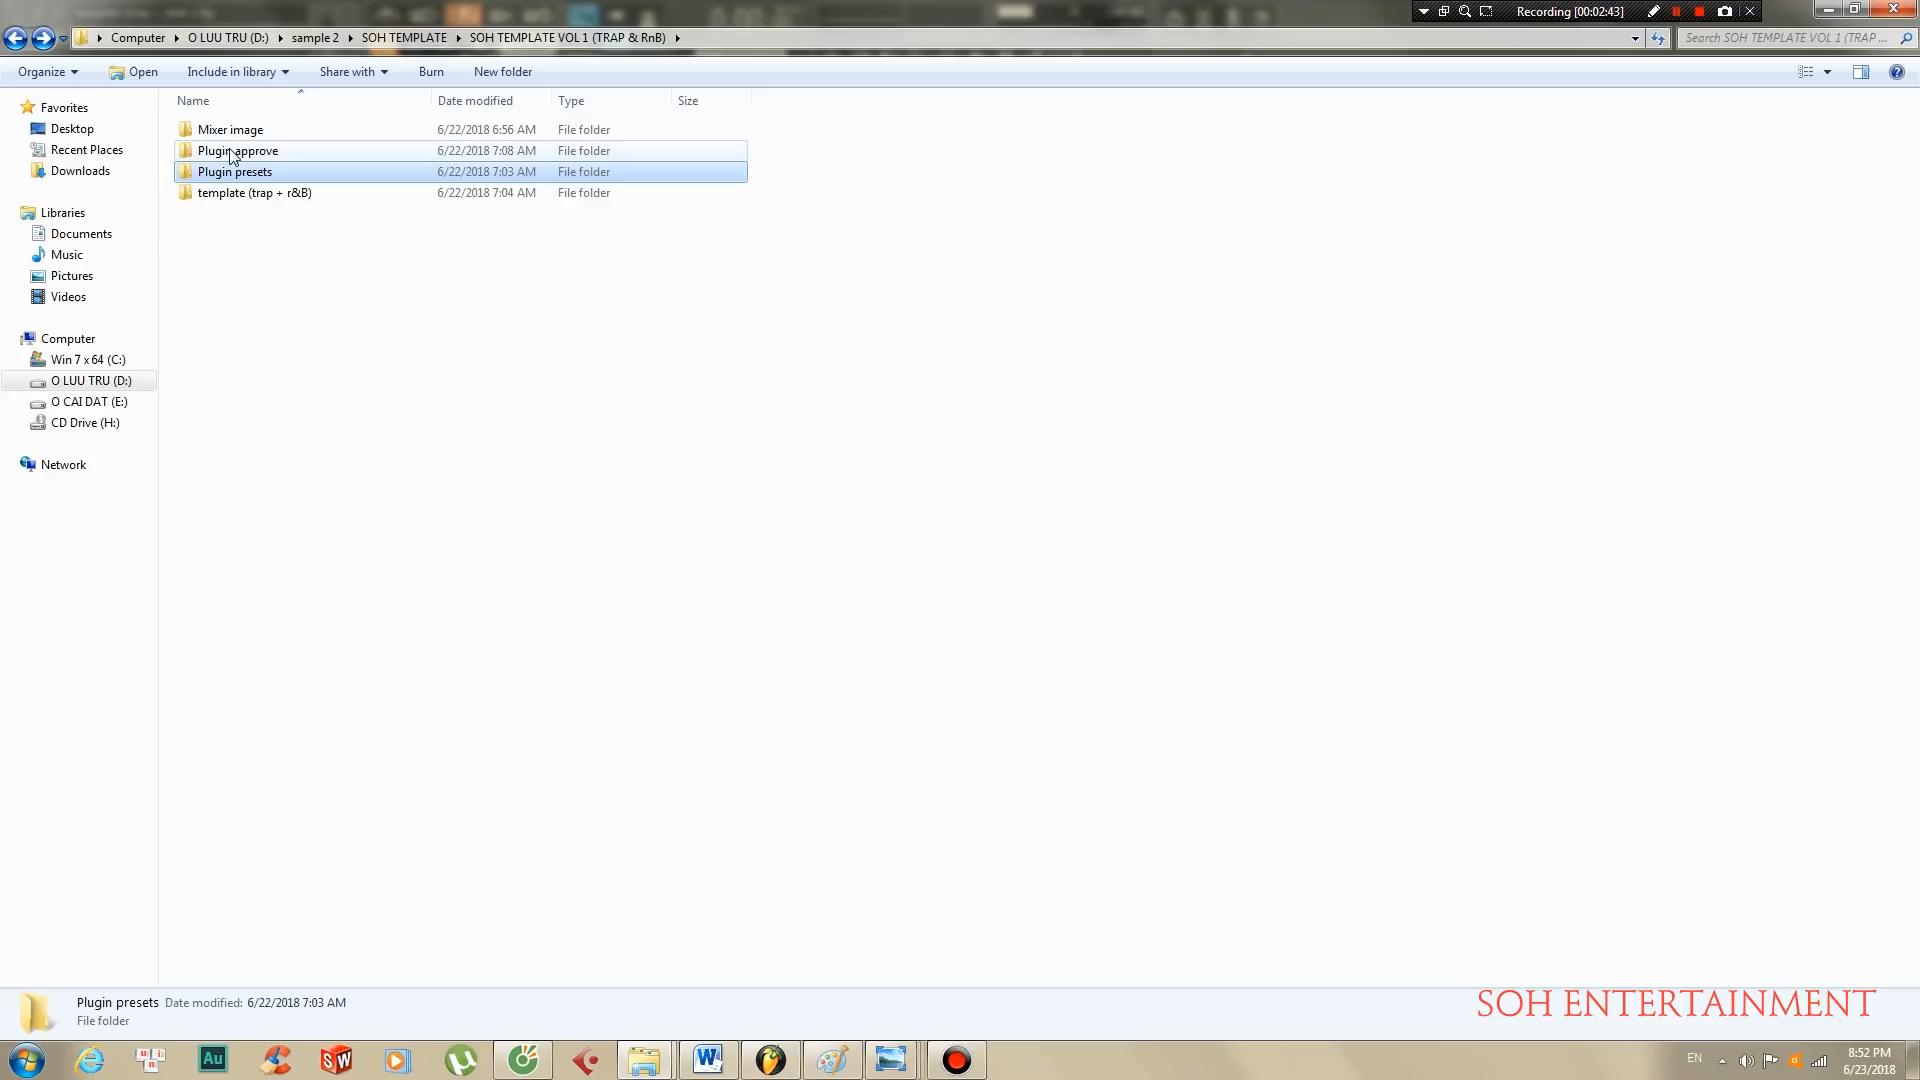 Recording [00:02:43]
Computer O LUU TRU (D:) sample 2 SOH TEMPLATE SOH TEMPLATE VOL 1 (TRAP & RnB)
Search SOH TEMPLATE VOL 1 (TRAP ...
Organize Open Include in library Share with Burn New folder
Name Date modified Type Size
Favorites
Desktop
Recent Places
Downloads
Libraries
Documents
Music
Pictures
Videos
Computer
Win 7 x 64 (C:)
O LUU TRU (D:)
O CAI DAT (E:)
CD Drive (H:)
Network
Mixer image 6/22/2018 6:56 AM File folder
Plugin approve 6/22/2018 7:08 AM File folder
Plugin presets 6/22/2018 7:03 AM File folder
template (trap + r&B) 6/22/2018 7:04 AM File folder
Plugin presets Date modified: 6/22/2018 7:03 AM
File folder
SOH ENTERTAINMENT
Au
SW
W
EN
8:52 PM
6/23/2018